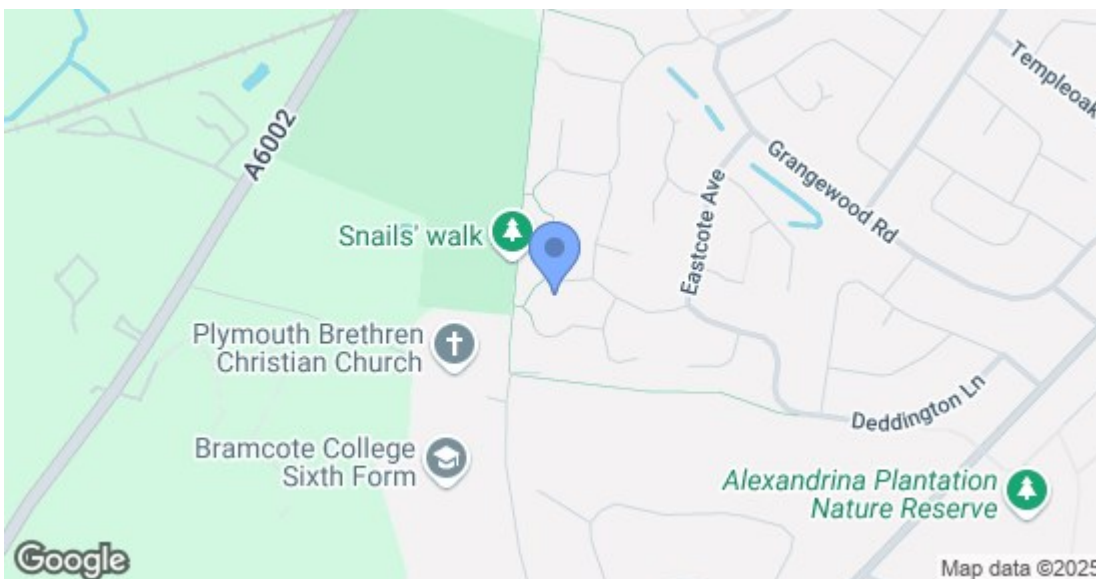 Templeoak
A6002
Grangewood Rd
Eastcote Ave
Snails' walk
Plymouth Brethren
Christian Church
Deddington Ln
Bramcote College
Sixth Form
Alexandrina Plantation
Nature Reserve
Google
Map data ©2025